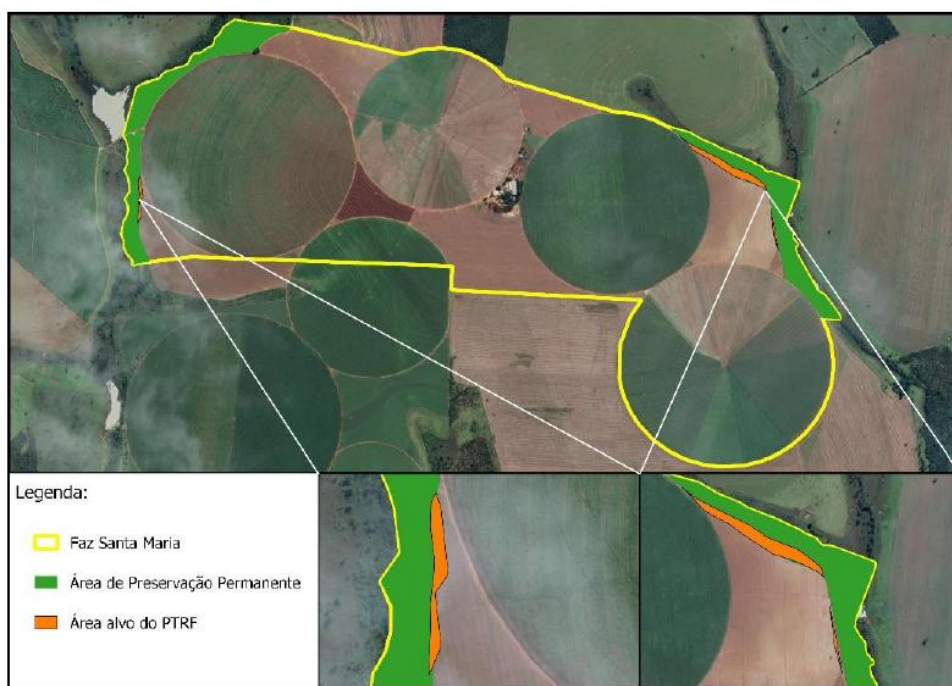 Legenda:
Faz Santa Maria
Área de Preservação Permanente
Área alvo do PTRF